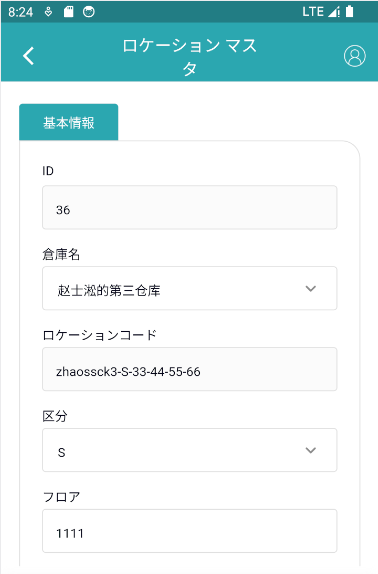 8:24
LTE
ロケーション マス
タ
基本情報
ID
36
倉庫名
赵士淞的第三仓库
ロケーションコード
zhaossck3-S-33-44-55-66
区分
S
フロア
1111